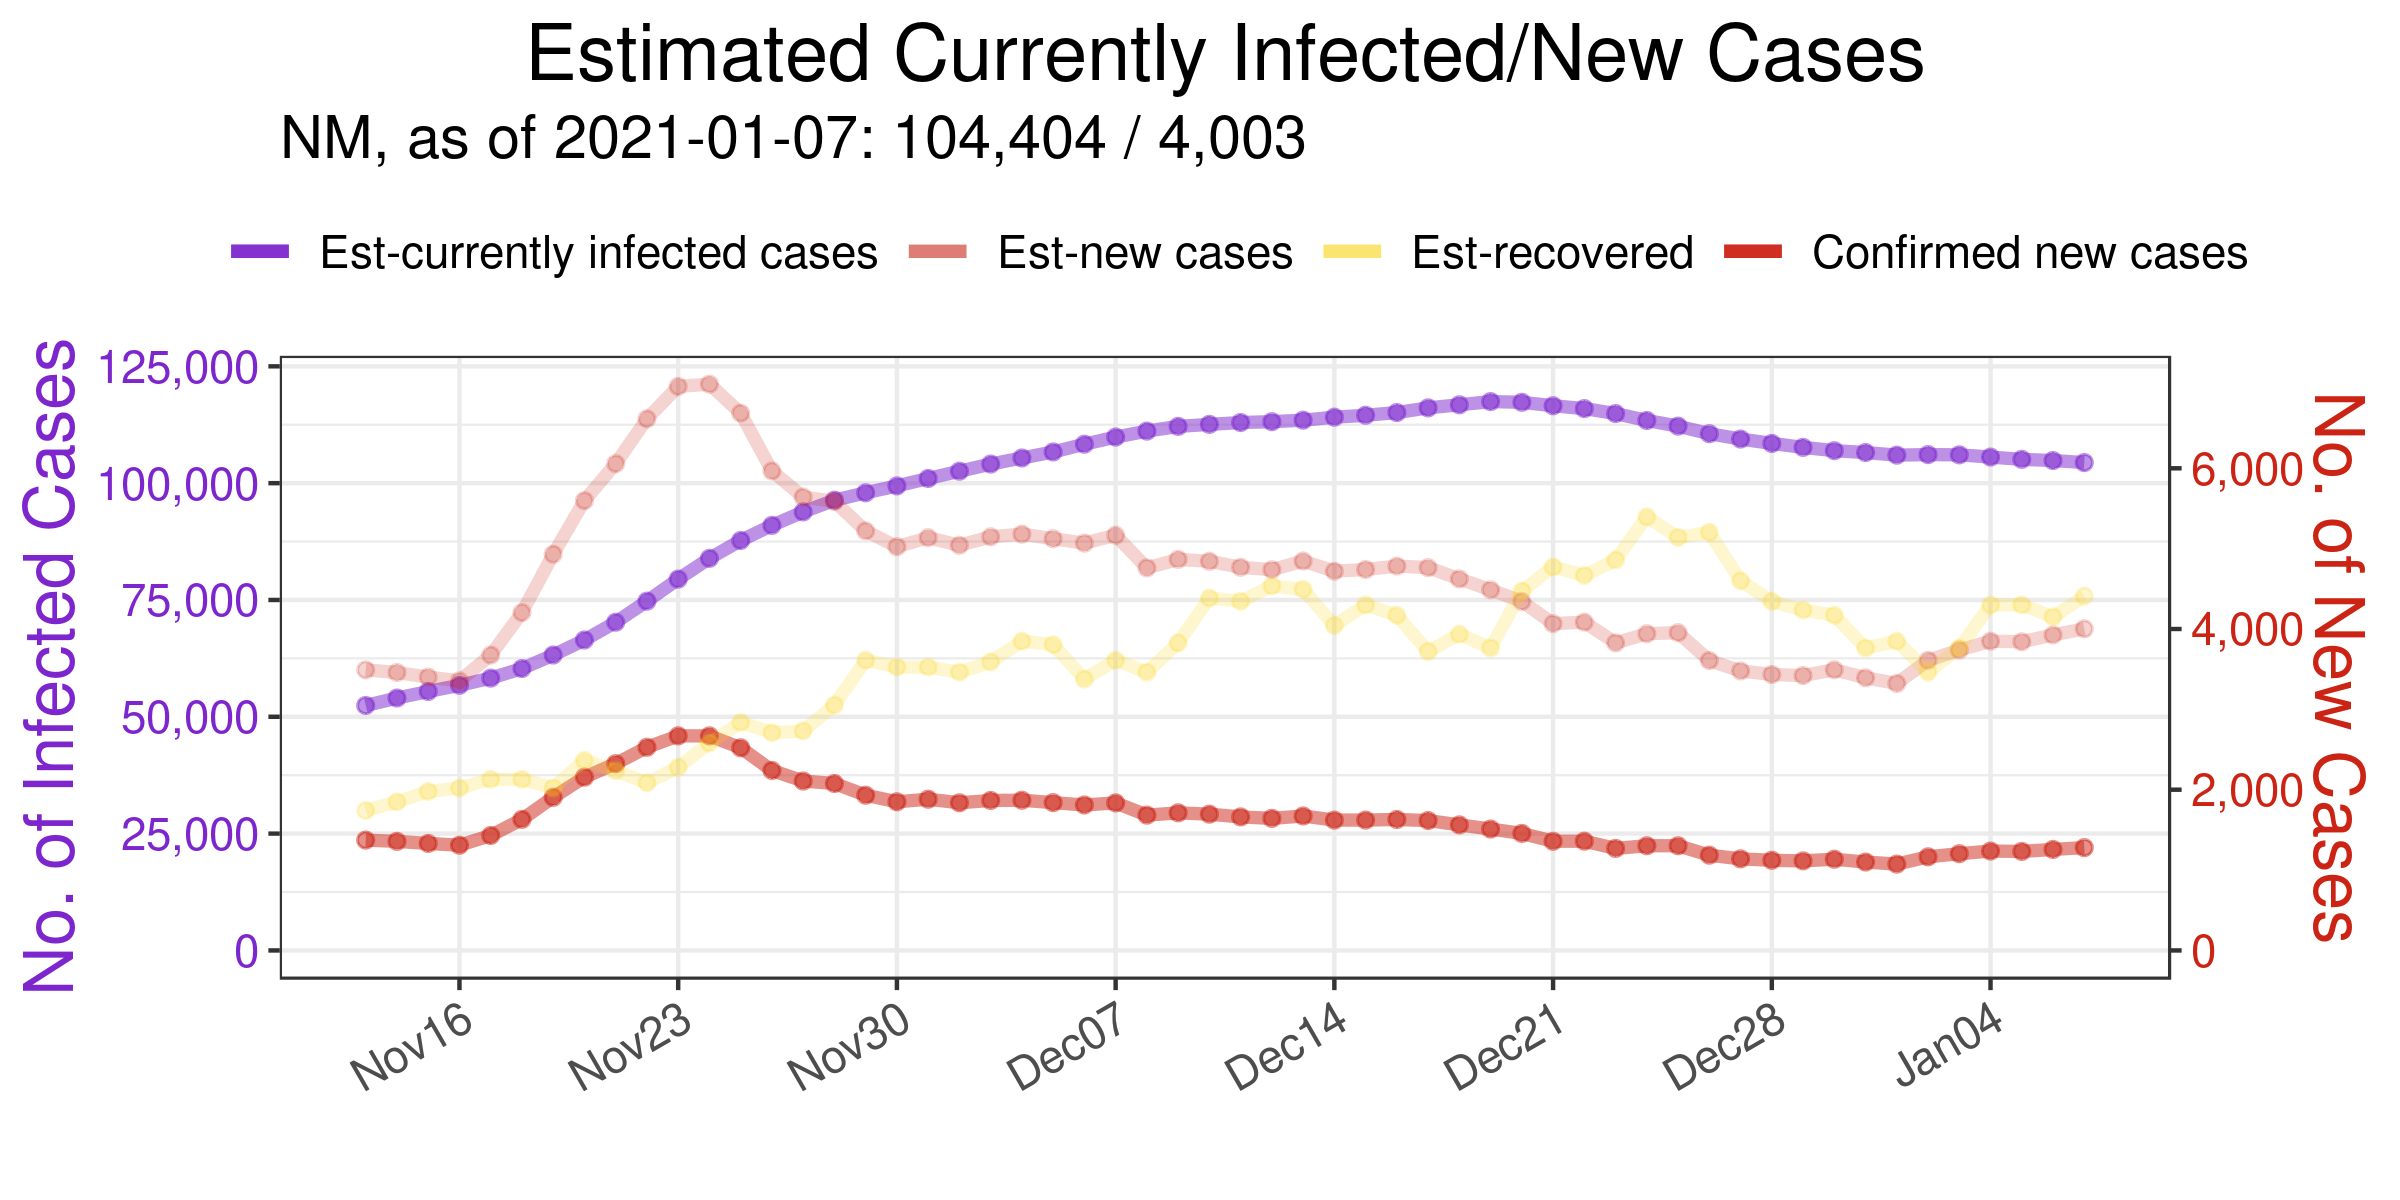 Estimated Currently Infected/New Cases
NM, as of 2021-01-07: 104,404 / 4,003
Est-currently infected cases Est-new cases Est-recovered Confirmed new cases
No. of Infected Cases
125,000
100,000
75,000
50,000
25,000
0
6,000
4,000
2,000
0
No. of New Cases
Nov16 Nov23 Nov30 Dec07 Dec14 Dec21 Dec28 Jan04